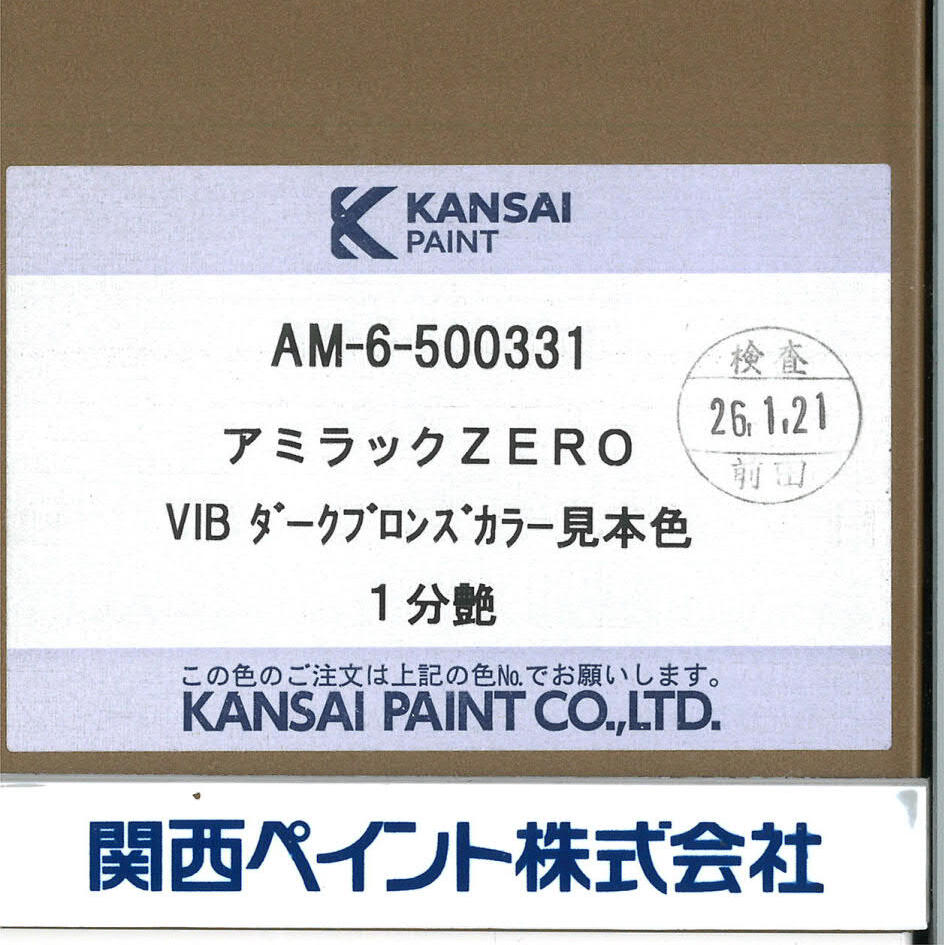 KANSAI
PAINT
AM-6-500331
検査
26.1.21
前田
アミラックZERO
VIB ﾀﾞｰｸﾌﾞﾛﾝｽﾞｶﾗｰ見本色
1分艶
この色のご注文は上記の色No.でお願いします。
KANSAI PAINT CO.,LTD.
関西ペイント株式会社